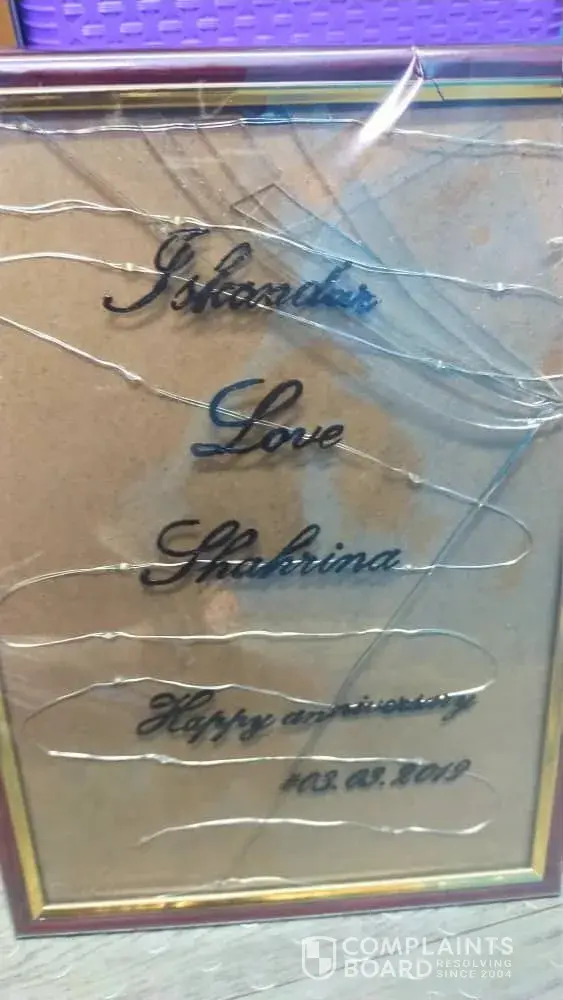 Iskandar
Love
Shahrina
Happy anniversary
#03.03.2019
COMPLAINTS
BOARD RESOLVING
SINCE 2004